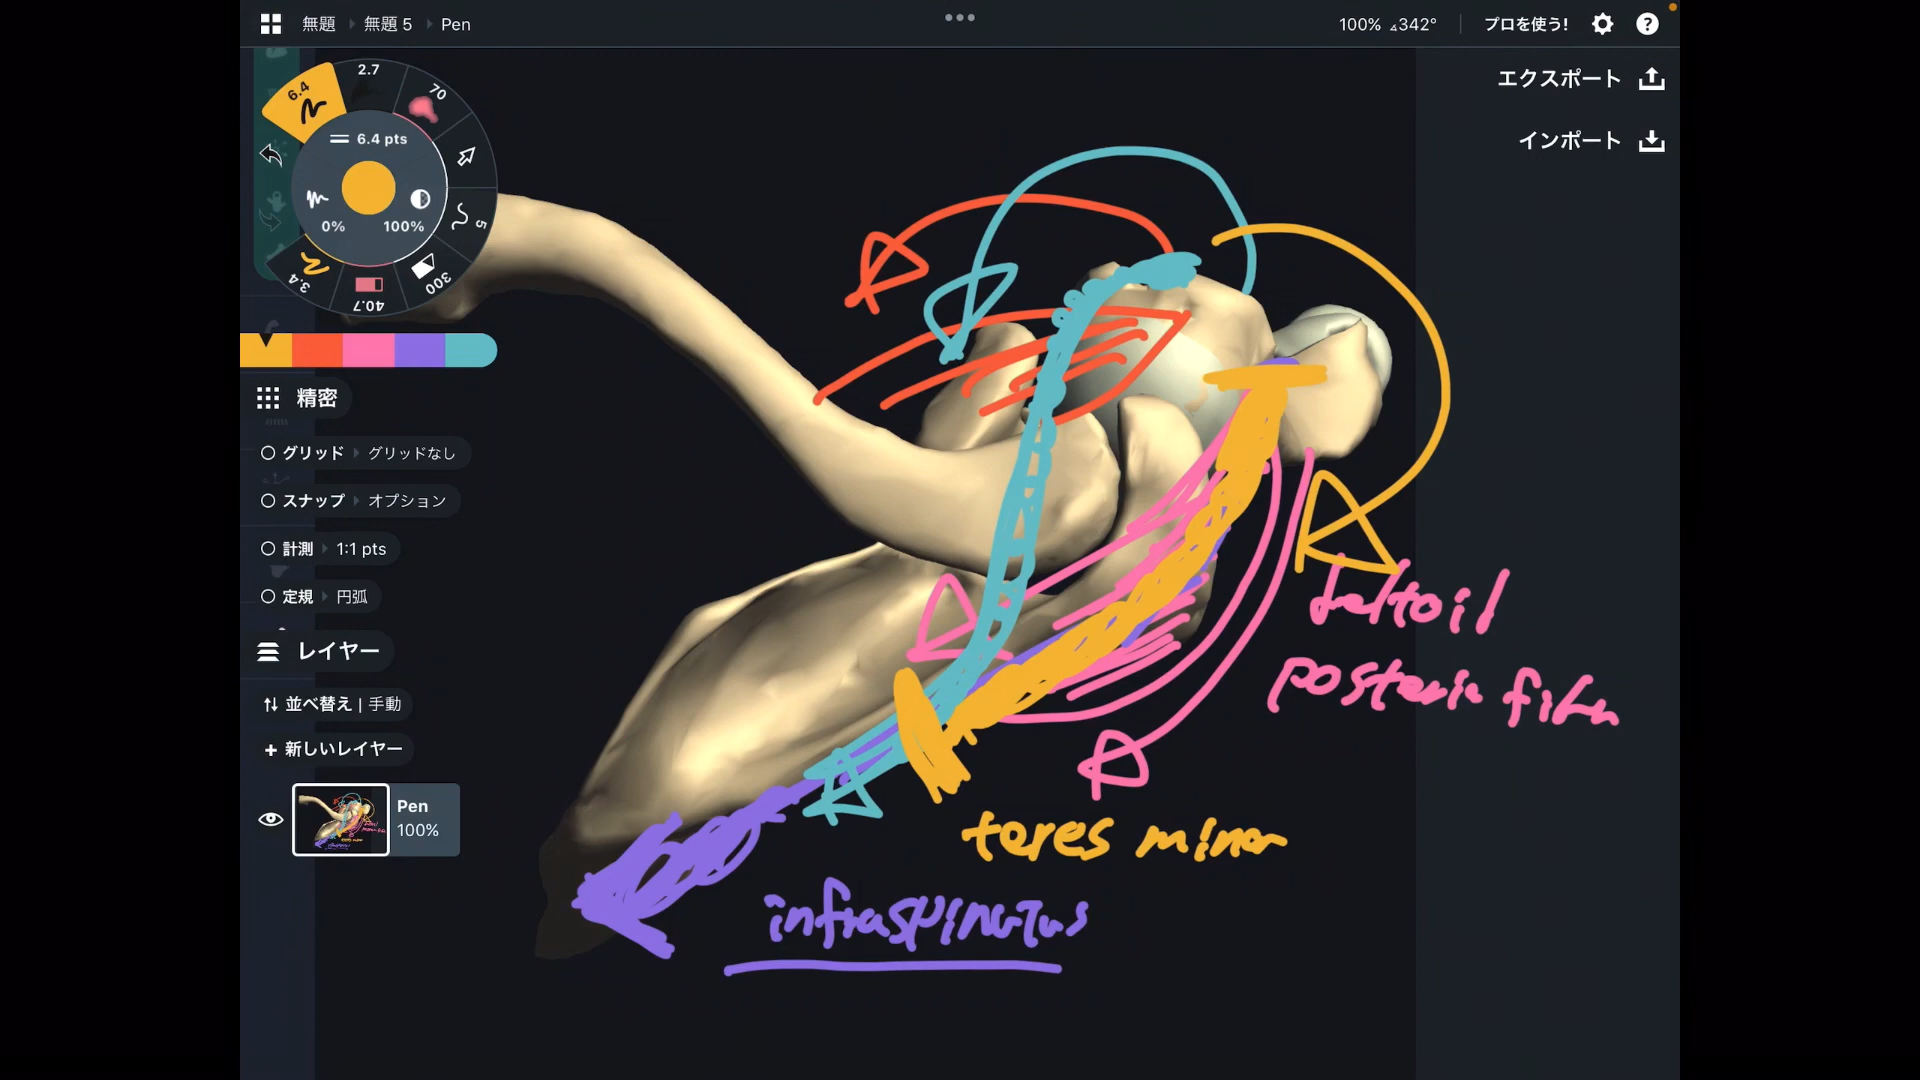 無題 無題 5 Pen
100% ⊿342°
プロを使う!
エクスポート
インポート
2.7
6.4
70
6.4 pts
5
0% 100%
300
3.4
40.7
精密
グリッド グリッドなし
スナップ オプション
計測 1:1 pts
定規 円弧
レイヤー
並べ替え | 手動
+ 新しいレイヤー
Pen
100%
deltoid
posterior fiber
teres minor
infraspinatus